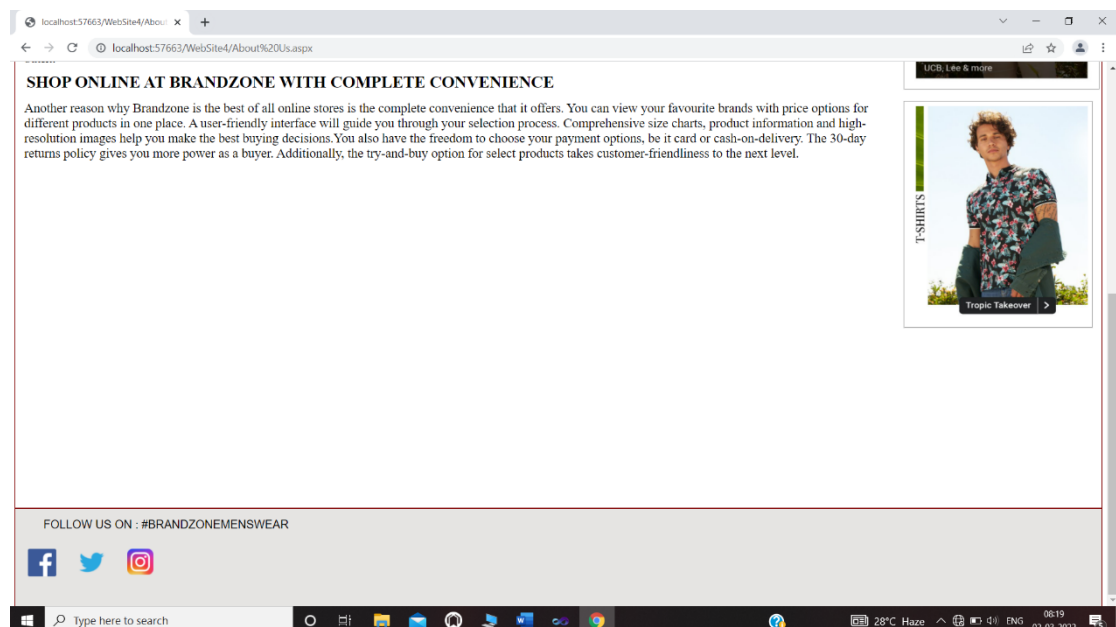 localhost:57663/WebSite4/Abou
localhost:57663/WebSite4/About%20Us.aspx
SHOP ONLINE AT BRANDZONE WITH COMPLETE CONVENIENCE
Another reason why Brandzone is the best of all online stores is the complete convenience that it offers. You can view your favourite brands with price options for
different products in one place. A user-friendly interface will guide you through your selection process. Comprehensive size charts, product information and high-
resolution images help you make the best buying decisions.You also have the freedom to choose your payment options, be it card or cash-on-delivery. The 30-day
returns policy gives you more power as a buyer. Additionally, the try-and-buy option for select products takes customer-friendliness to the next level.
UCB, Lee & more
T-SHIRTS
Tropic Takeover
FOLLOW US ON : #BRANDZONEMENSWEAR
Type here to search
28°C Haze
ENG
08:19